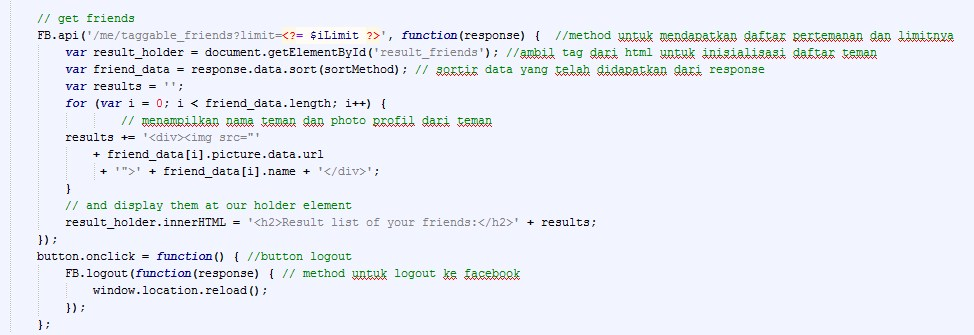 // get friends
FB.api('/me/taggable_friends?limit=<?= $iLimit ?>', function(response) {  //method untuk mendapatkan daftar pertemanan dan limitnya
var result_holder = document.getElementById('result_friends'); //ambil tag dari html untuk inisialisasi daftar teman
var friend_data = response.data.sort(sortMethod); // sortir data yang telah didapatkan dari response
var results = '';
for (var i = 0; i < friend_data.length; i++) {
// menampilkan nama teman dan photo profil dari teman
results += '<div><img src="'
+ friend_data[i].picture.data.url
+ '">' + friend_data[i].name + '</div>';
}
// and display them at our holder element
result_holder.innerHTML = '<h2>Result list of your friends:</h2>' + results;
});
button.onclick = function() { //button logout
FB.logout(function(response) { // method untuk logout ke facebook
window.location.reload();
});
};